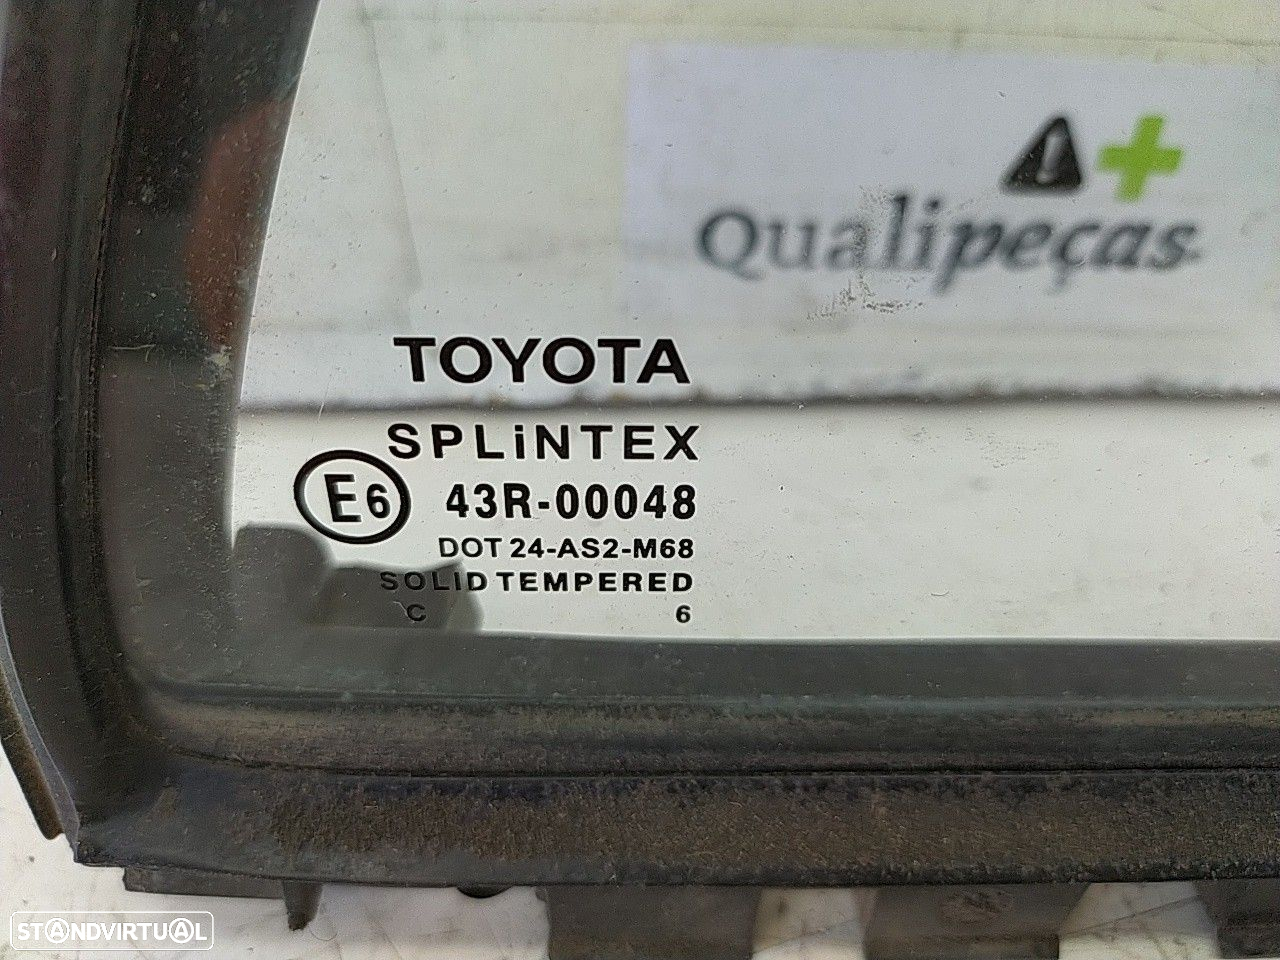 Qualipeças
TOYOTA
SPLiNTEX
E6 43R-00048
DOT 24-AS2-M68
SOLID TEMPERED
C 6
STANDVIRTUAL